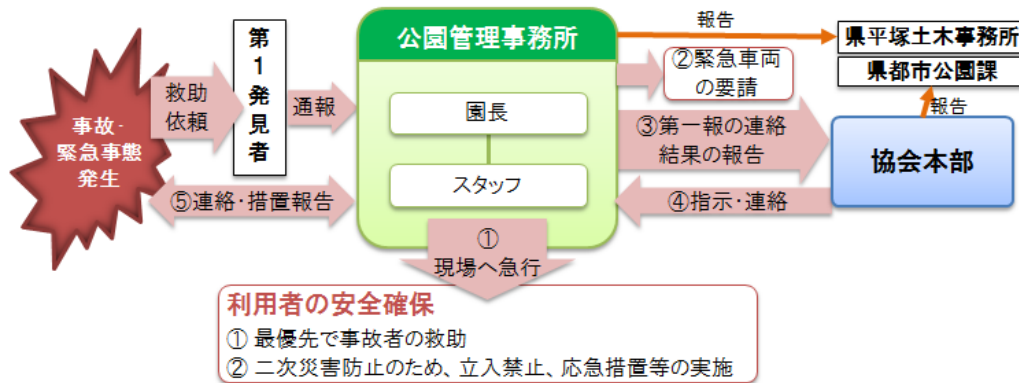 事故・
緊急事態
発生
救助
依頼
第
1
発
見
者
通報
公園管理事務所
園長
スタッフ
報告
県平塚土木事務所
県都市公園課
②緊急車両
の要請
③第一報の連絡
結果の報告
報告
協会本部
④指示・連絡
⑤連絡・措置報告
①
現場へ急行
利用者の安全確保
① 最優先で事故者の救助
② 二次災害防止のため、立入禁止、応急措置等の実施